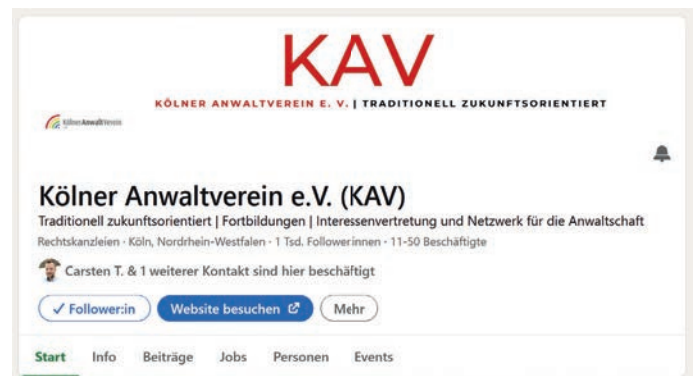 KAV
KÖLNER ANWALTVEREIN E. V. | TRADITIONELL ZUKUNFTSORIENTIERT
KölnerAnwaltVerein
Kölner Anwaltverein e.V. (KAV)
Traditionell zukunftsorientiert | Fortbildungen | Interessenvertretung und Netzwerk für die Anwaltschaft
Rechtskanzleien · Köln, Nordrhein-Westfalen · 1 Tsd. Follower:innen · 11-50 Beschäftigte
Carsten T. & 1 weiterer Kontakt sind hier beschäftigt
✓ Follower:in Website besuchen Mehr
Start Info Beiträge Jobs Personen Events